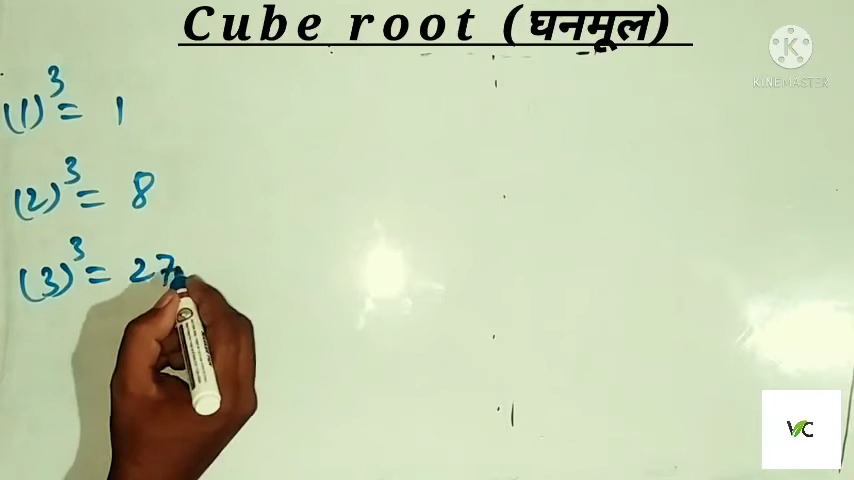 Cube root (घनमूल)
K
KINEMASTER
(1)³ = 1
(2)³ = 8
(3)³ = 27
VC